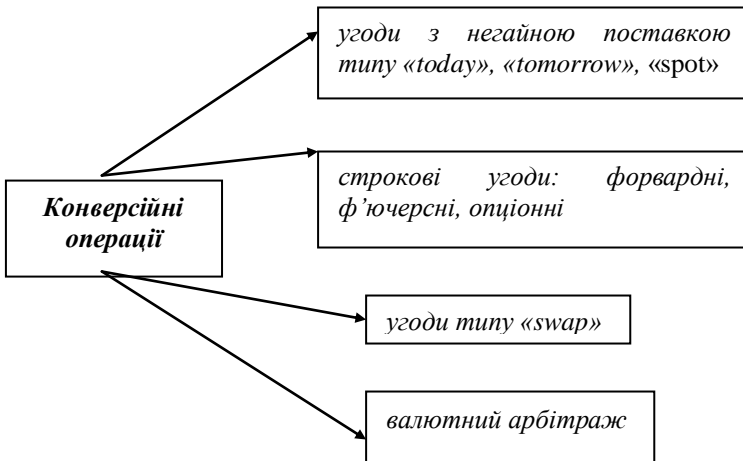 угоди з негайною поставкою
типу «today», «tomorrow», «spot»
строкові угоди: форвардні,
ф’ючерсні, опціонні
Конверсійні
операції
угоди типу «swap»
валютний арбітраж